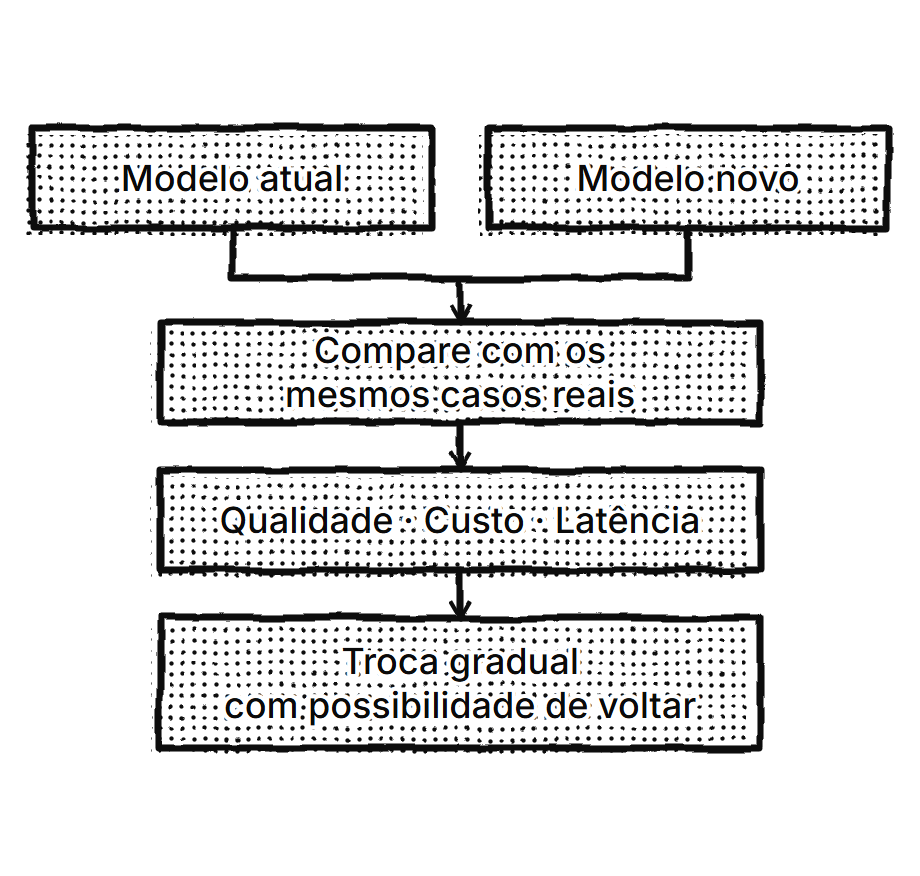 Modelo atual
Modelo novo
Compare com os
mesmos casos reais
Qualidade · Custo · Latência
Troca gradual
com possibilidade de voltar